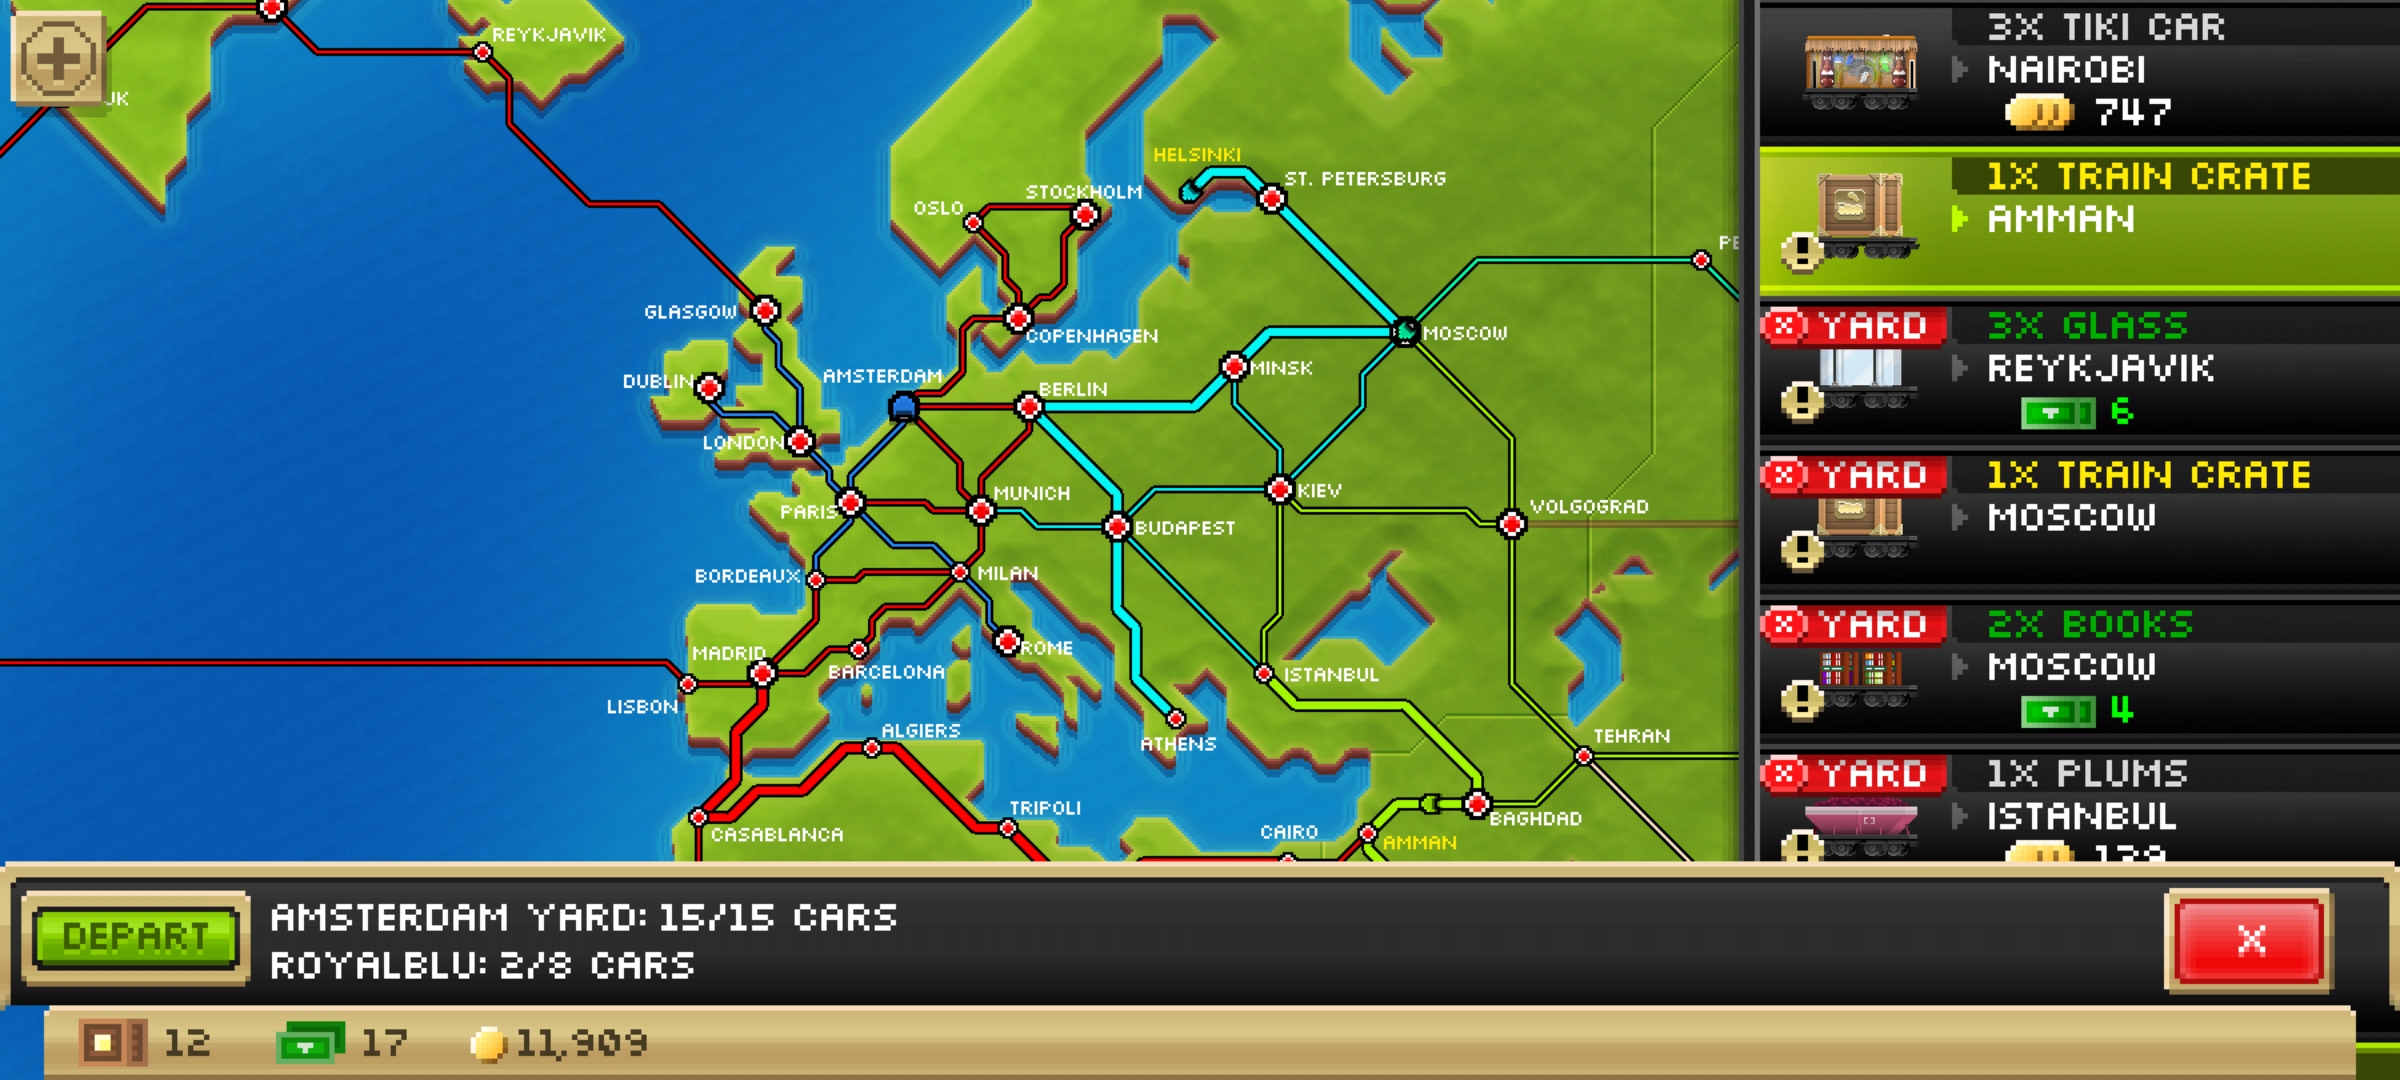 REYKJAVIK
UK
HELSINKI
ST. PETERSBURG
STOCKHOLM
OSLO
PE
GLASGOW
COPENHAGEN
MOSCOW
MINSK
DUBLIN
AMSTERDAM
BERLIN
LONDON
MUNICH
KIEV
PARIS
BUDAPEST
VOLGOGRAD
BORDEAUX
MILAN
MADRID
ROME
BARCELONA
ISTANBUL
LISBON
ALGIERS
ATHENS
TEHRAN
TRIPOLI
CASABLANCA
CAIRO
BAGHDAD
AMMAN
3X TIKI CAR
NAIROBI
747
1X TRAIN CRATE
AMMAN
YARD 3X GLASS
REYKJAVIK
6
YARD 1X TRAIN CRATE
MOSCOW
YARD 2X BOOKS
MOSCOW
4
YARD 1X PLUMS
ISTANBUL
DEPART
AMSTERDAM YARD: 15/15 CARS
ROYALBLU: 2/8 CARS
X
12 17 11,909